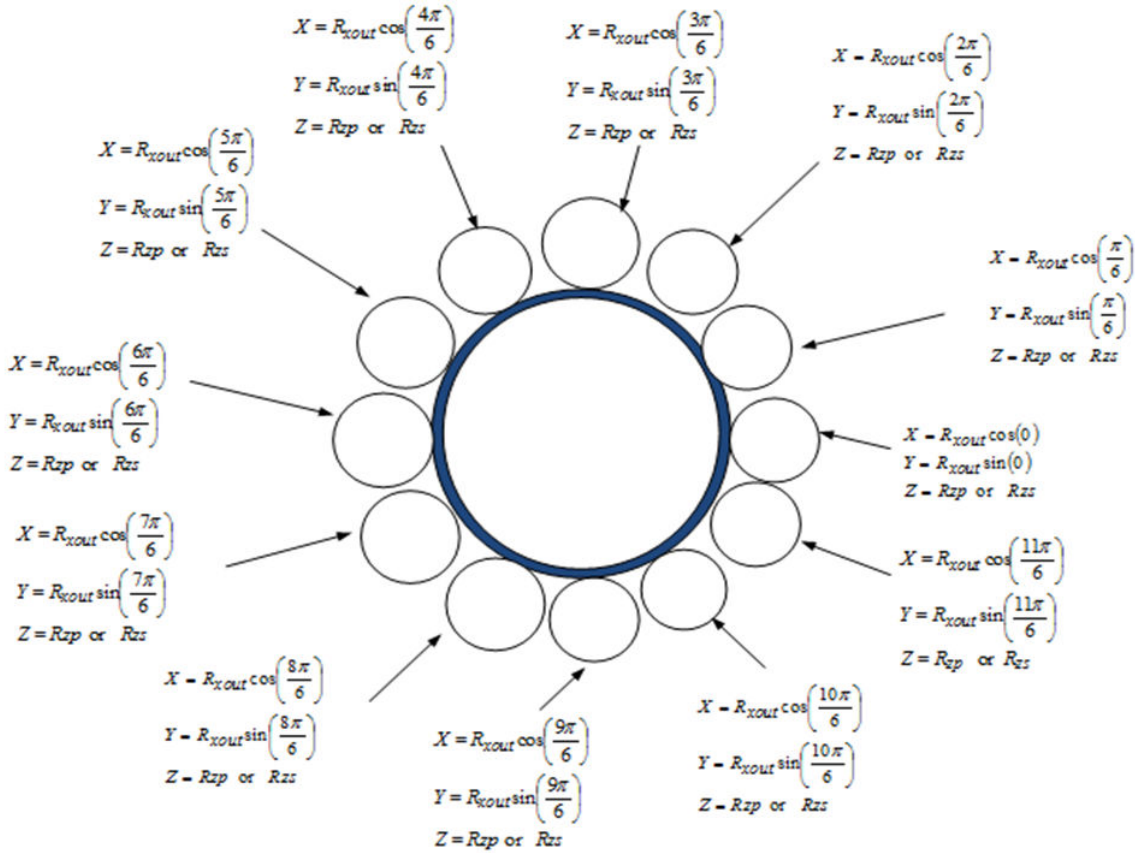 X = Rxout cos(4π/6)
Y = Rxout sin(4π/6)
Z = Rzp or Rzs
X = Rxout cos(3π/6)
Y = Rxout sin(3π/6)
Z = Rzp or Rzs
X = Rxout cos(2π/6)
Y = Rxout sin(2π/6)
Z = Rzp or Rzs
X = Rxout cos(5π/6)
Y = Rxout sin(5π/6)
Z = Rzp or Rzs
X = Rxout cos(π/6)
Y = Rxout sin(π/6)
Z = Rzp or Rzs
X = Rxout cos(6π/6)
Y = Rxout sin(6π/6)
Z = Rzp or Rzs
X = Rxout cos(0)
Y = Rxout sin(0)
Z = Rzp or Rzs
X = Rxout cos(7π/6)
Y = Rxout sin(7π/6)
Z = Rzp or Rzs
X = Rxout cos(11π/6)
Y = Rxout sin(11π/6)
Z = Rzp or Rzs
X = Rxout cos(8π/6)
Y = Rxout sin(8π/6)
Z = Rzp or Rzs
X = Rxout cos(9π/6)
Y = Rxout sin(9π/6)
Z = Rzp or Rzs
X = Rxout cos(10π/6)
Y = Rxout sin(10π/6)
Z = Rzp or Rzs